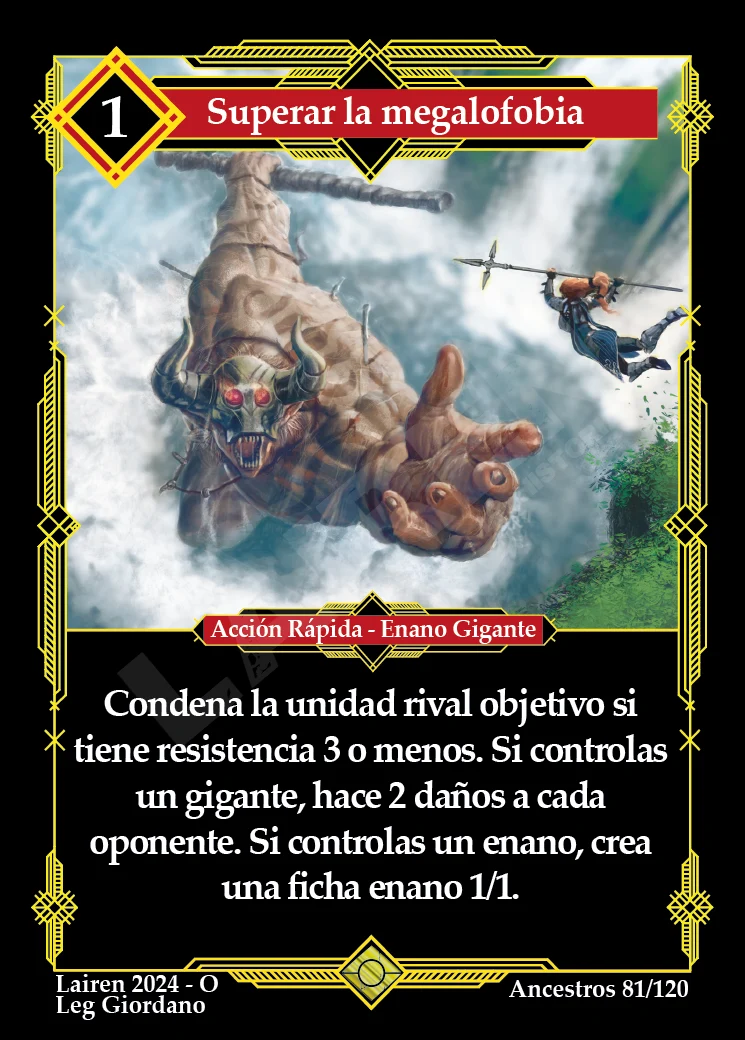 1
Superar la megalofobia
Acción Rápida - Enano Gigante
Condena la unidad rival objetivo si
tiene resistencia 3 o menos. Si controlas
un gigante, hace 2 daños a cada
oponente. Si controlas un enano, crea
una ficha enano 1/1.
Lairen 2024 - O
Leg Giordano
Ancestros 81/120